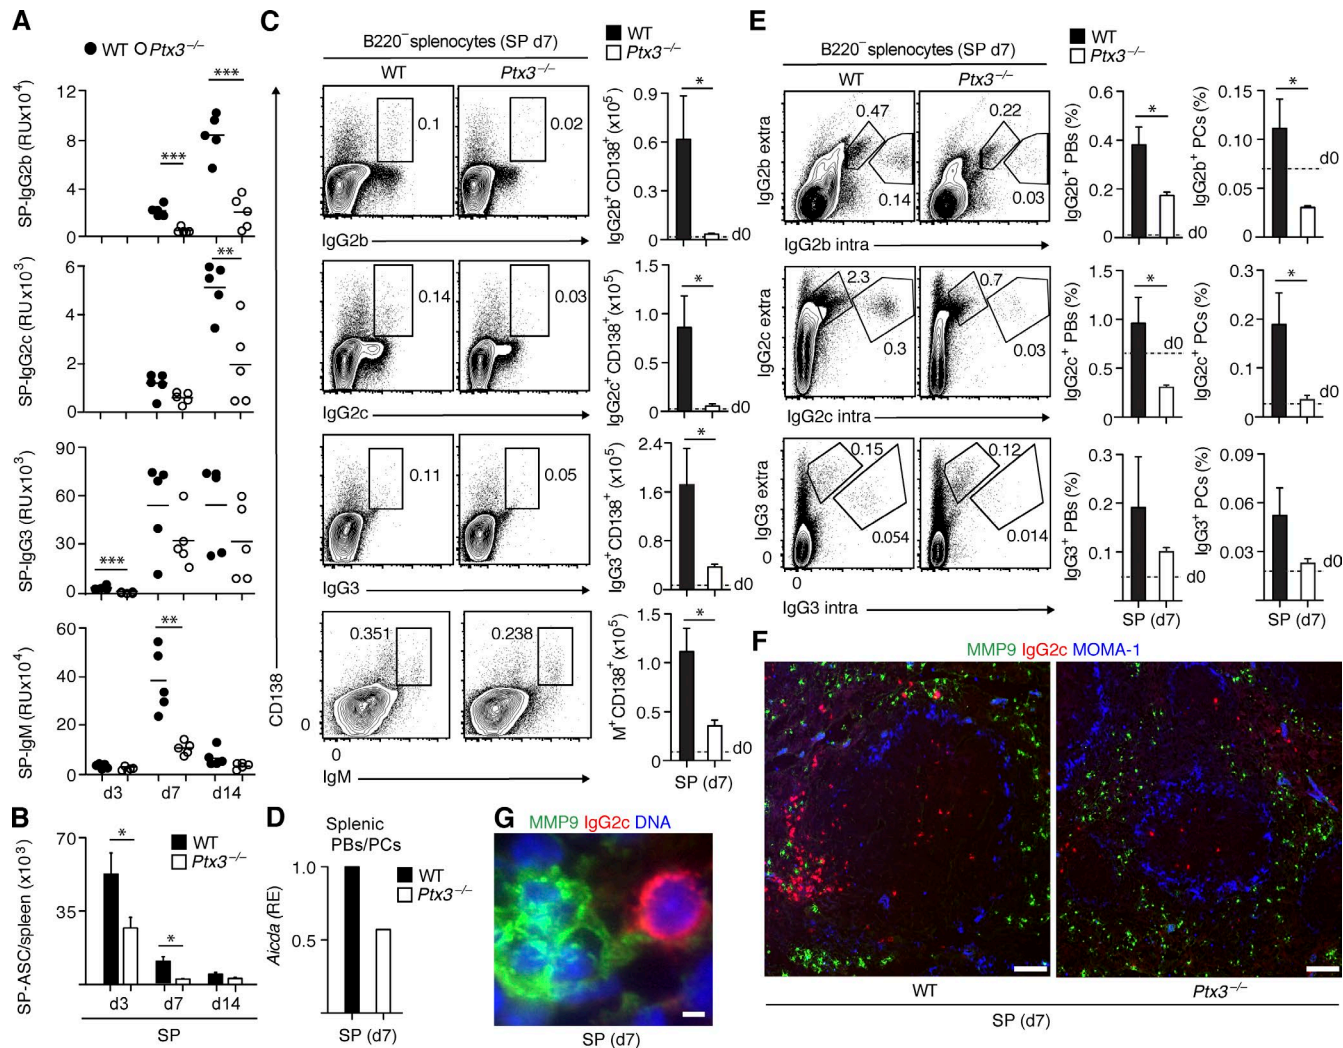 A
WT Ptx3–/–
SP-IgG2b (RUx10⁴)
12
8
4
0
***
***
SP-IgG2c (RUx10³)
6
4
2
0
**
SP-IgG3 (RUx10³)
90
60
30
0
***
SP-IgM (RUx10⁴)
60
40
20
0
**
d3 d7 d14
B
SP-ASC/spleen (x10³)
70
35
*
*
WT
Ptx3–/–
d3 d7 d14
SP
C
B220– splenocytes (SP d7)
WT Ptx3–/–
0.1
0.02
IgG2b
0.14
0.03
IgG2c
0.11
0.05
IgG3
0.351
0.238
CD138
0
0
IgM
WT
Ptx3–/–
IgG2b+ CD138+ (x10⁵)
0.9
0.6
0.3
0
*
d0
IgG2c+ CD138+ (x10⁵)
1.5
1.0
0.5
0
*
d0
IgG3+ CD138+ (x10⁵)
2.4
1.6
0.8
0
*
d0
M+ CD138+ (x10⁵)
1.5
1.0
0.5
0
*
d0
SP (d7)
D
Splenic
PBs/PCs
Aicda (RE)
1.0
0.5
WT
Ptx3–/–
SP (d7)
E
B220– splenocytes (SP d7)
WT Ptx3–/–
IgG2b extra
0.47
0.14
0.22
0.03
IgG2b intra
IgG2c extra
2.3
0.3
0.7
0.03
IgG2c intra
IgG3 extra
0.15
0.054
0.12
0.014
0
0
IgG3 intra
WT
Ptx3–/–
IgG2b+ PBs (%)
0.6
0.4
0.2
0
*
d0
IgG2b+ PCs (%)
0.15
0.10
0.05
0
*
IgG2c+ PBs (%)
1.5
1.0
0.5
0
*
d0
IgG2c+ PCs (%)
0.3
0.2
0.1
0
*
d0
IgG3+ PBs (%)
0.3
0.2
0.1
d0
SP (d7)
IgG3+ PCs (%)
0.09
0.06
0.03
0
d0
SP (d7)
F
MMP9 IgG2c MOMA-1
WT Ptx3–/–
SP (d7)
G
MMP9 IgG2c DNA
SP (d7)